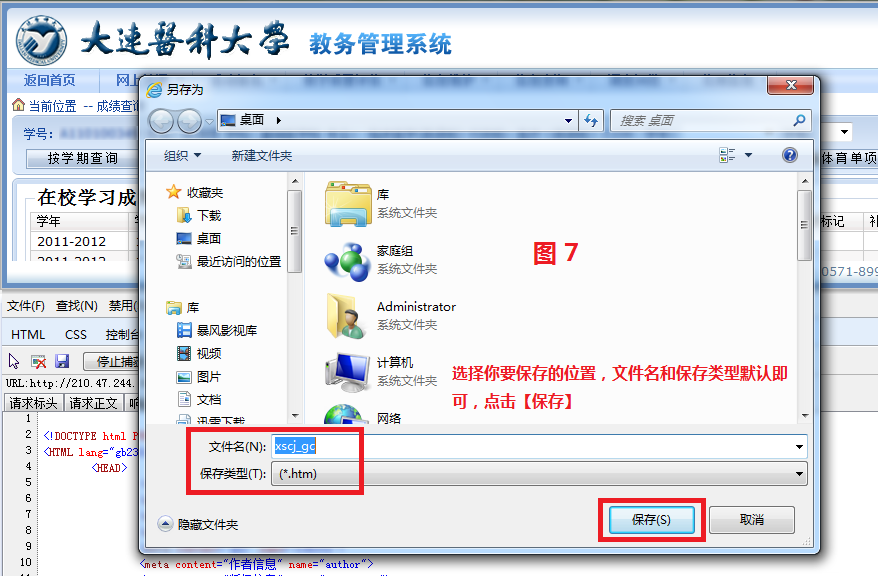 大连医科大学 教务管理系统
返回首页 网上
当前位置 -- 成绩查询
学号:
按学期查询
体育单项
在校学习成
学年
2011-2012
标记 补
0571-899
另存为
桌面
搜索 桌面
组织 新建文件夹
收藏夹
下载
桌面
最近访问的位置
库
暴风影视库
视频
图片
文档
迅雷下载
库
系统文件夹
家庭组
系统文件夹
Administrator
系统文件夹
计算机
系统文件夹
网络
图 7
选择你要保存的位置，文件名和保存类型默认即
可，点击【保存】
文件名(N): xscj_gc
保存类型(T): (*.htm)
隐藏文件夹
保存(S) 取消
文件(F) 查找(N) 禁用(
HTML CSS 控制台
停止捕获
URL:http://210.47.244.
请求标头 请求正文 响
1
2 <!DOCTYPE html P
3 <HTML lang="gb23
4 <HEAD>
5
6
7
8
9
10 <meta content="作者信息" name="author">